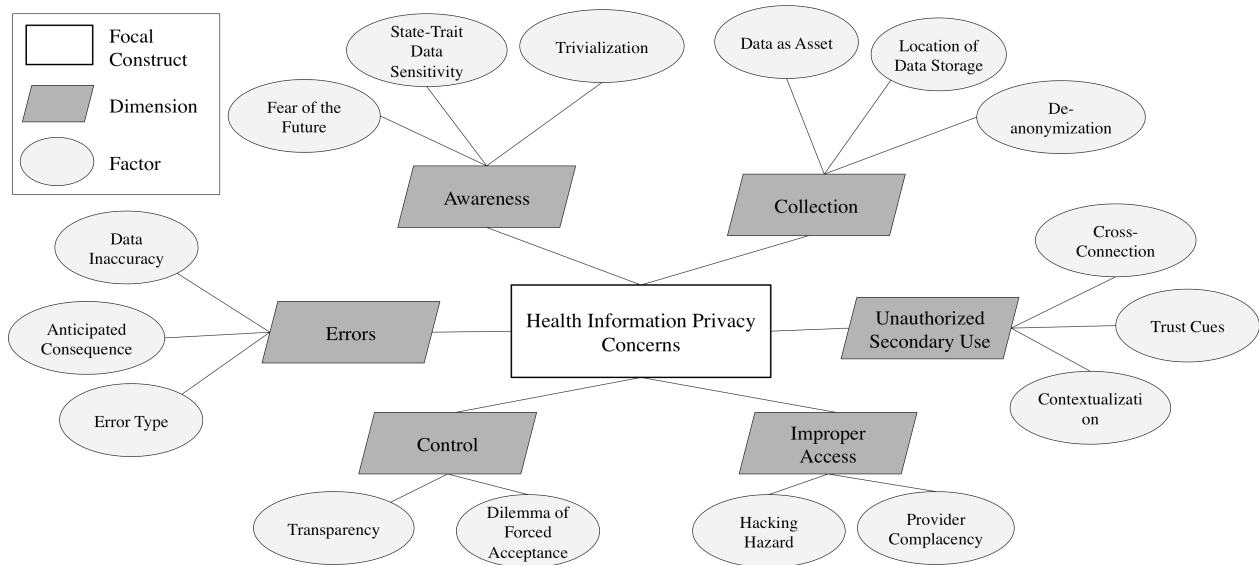 Focal
Construct
Dimension
Factor
State-Trait
Data
Sensitivity
Trivialization
Fear of the
Future
Awareness
Data as Asset
Location of
Data Storage
De-
anonymization
Collection
Data
Inaccuracy
Anticipated
Consequence
Error Type
Errors
Health Information Privacy
Concerns
Unauthorized
Secondary Use
Cross-
Connection
Trust Cues
Contextualizati
on
Control
Transparency
Dilemma of
Forced
Acceptance
Improper
Access
Hacking
Hazard
Provider
Complacency